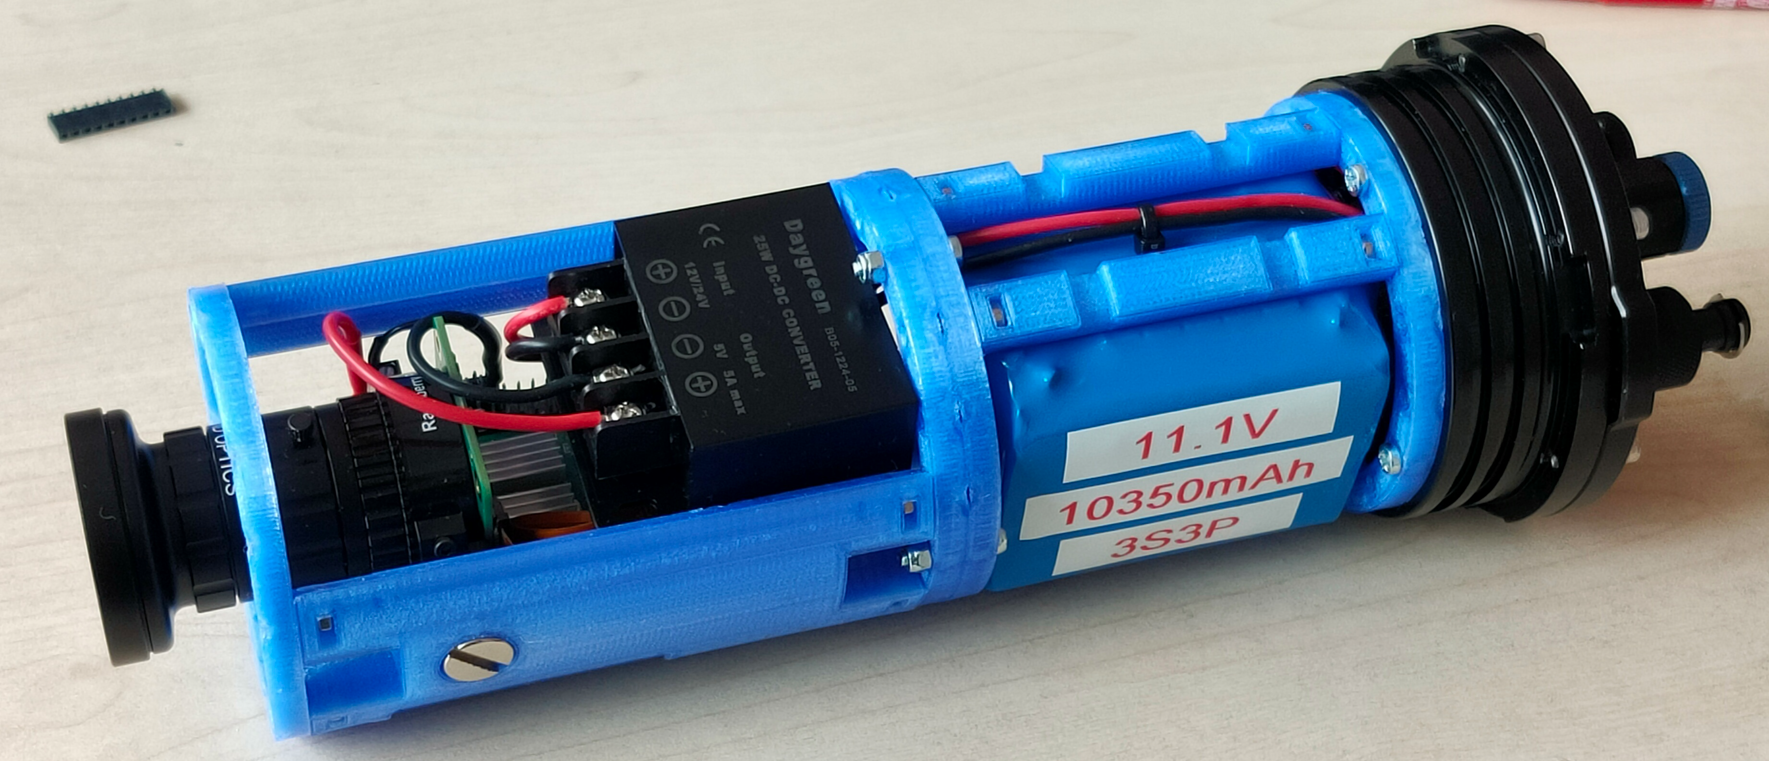 Daygreen B05-1224-05
25W DC-DC CONVERTER
CE Input Output
12V/24V 5V 5A max
11.1V
10350mAh
3S3P